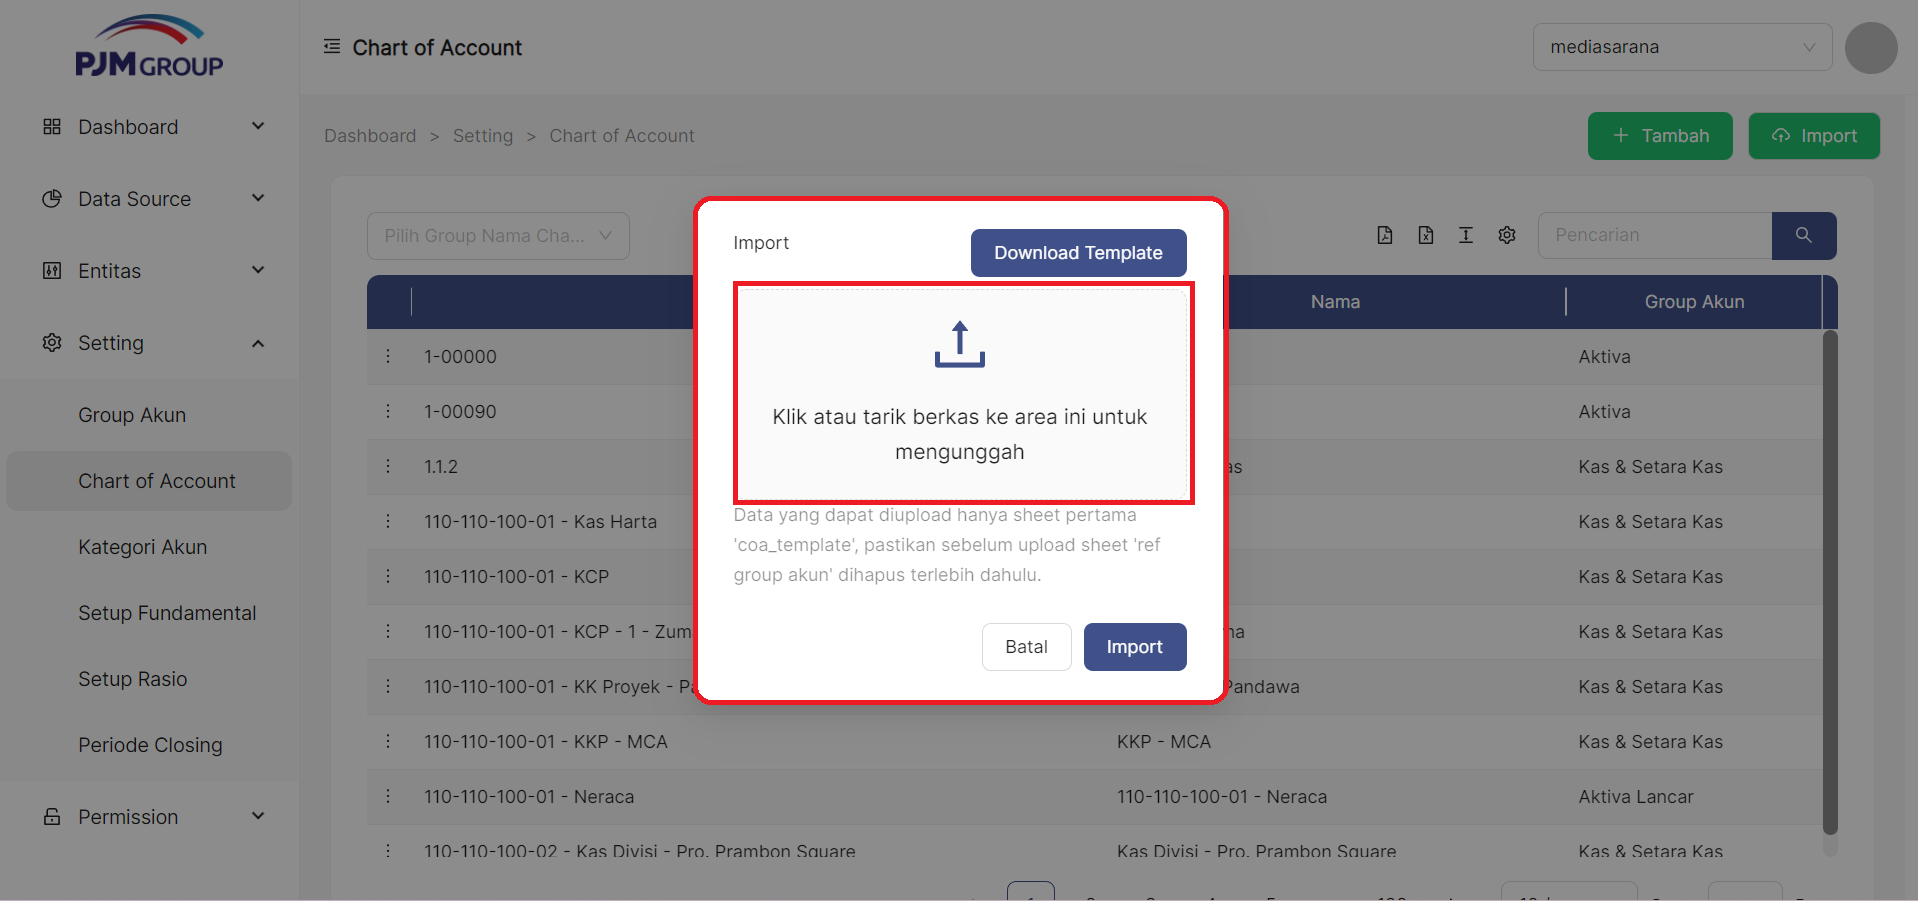 PJM GROUP
Chart of Account
mediasarana
Dashboard
Data Source
Entitas
Setting
Group Akun
Chart of Account
Kategori Akun
Setup Fundamental
Setup Rasio
Periode Closing
Permission
Dashboard > Setting > Chart of Account
+ Tambah
Import
Pilih Group Nama Cha...
Pencarian
Nama
Group Akun
1-00000
Aktiva
1-00090
Aktiva
1.1.2
as
Kas & Setara Kas
110-110-100-01 - Kas Harta
Kas & Setara Kas
110-110-100-01 - KCP
Kas & Setara Kas
110-110-100-01 - KCP - 1 - Zum
na
Kas & Setara Kas
110-110-100-01 - KK Proyek - Pa
Pandawa
Kas & Setara Kas
110-110-100-01 - KKP - MCA
KKP - MCA
Kas & Setara Kas
110-110-100-01 - Neraca
110-110-100-01 - Neraca
Aktiva Lancar
110-110-100-02 - Kas Divisi - Pro. Prambon Square
Kas Divisi - Pro. Prambon Square
Kas & Setara Kas
Import
Download Template
Klik atau tarik berkas ke area ini untuk
mengunggah
Data yang dapat diupload hanya sheet pertama
'coa_template', pastikan sebelum upload sheet 'ref
group akun' dihapus terlebih dahulu.
Batal
Import